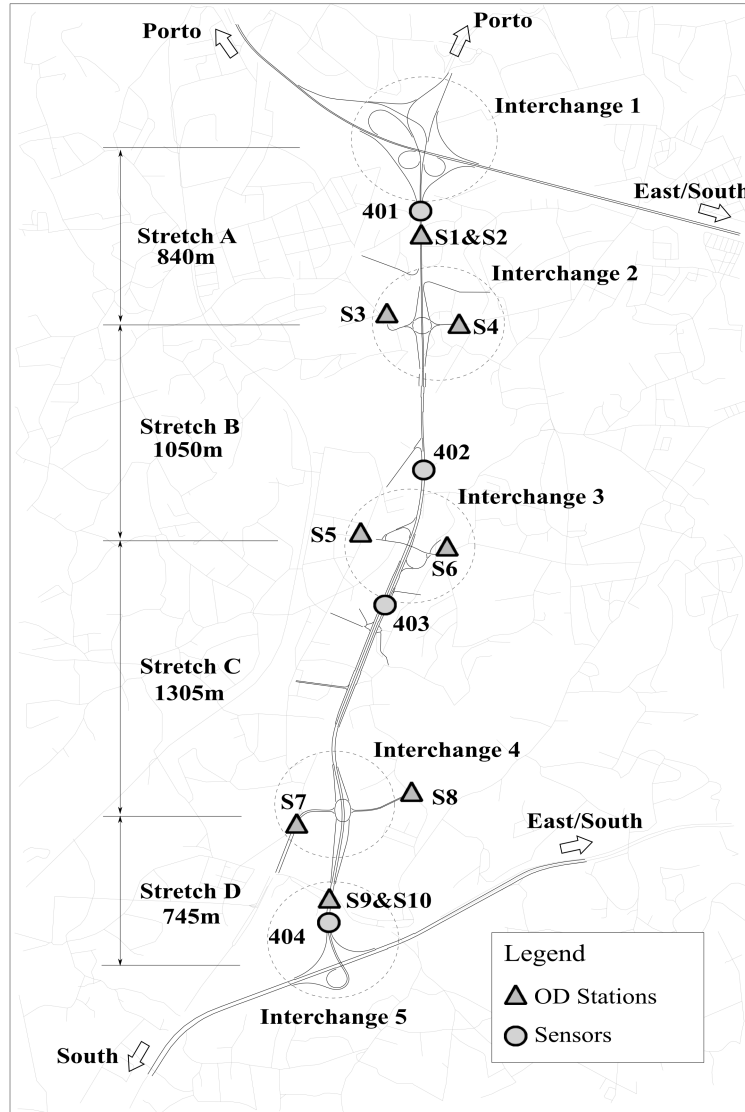 Porto
Porto
Interchange 1
East/South
401
S1&S2
Stretch A
840m
Interchange 2
S3
S4
Stretch B
1050m
402
Interchange 3
S5
S6
403
Stretch C
1305m
Interchange 4
S7
S8
East/South
Stretch D
745m
S9&S10
404
Interchange 5
South
Legend
OD Stations
Sensors